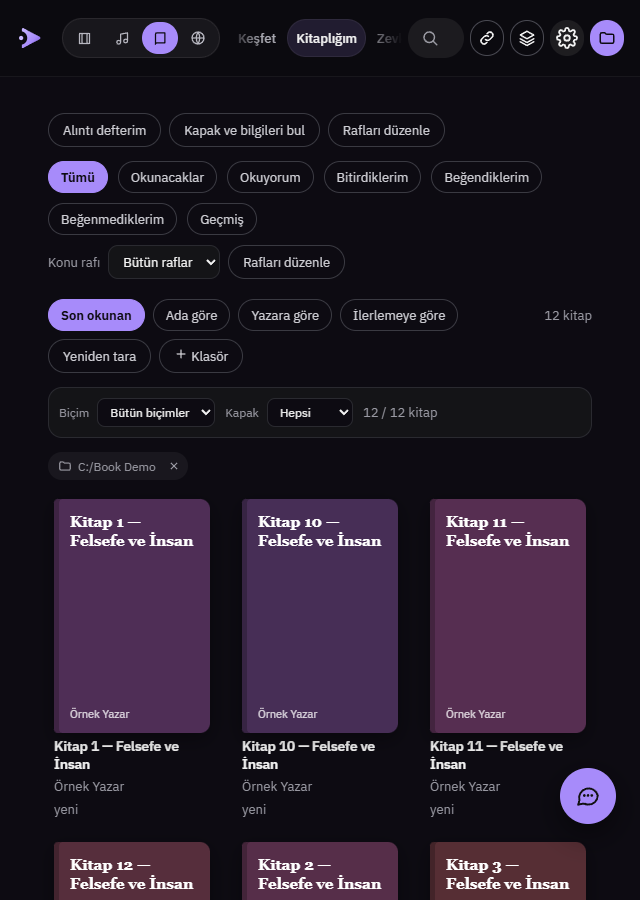 Keşfet Kitaplığım Zev
Alıntı defterim Kapak ve bilgileri bul Rafları düzenle
Tümü Okunacaklar Okuyorum Bitirdiklerim Beğendiklerim
Beğenmediklerim Geçmiş
Konu rafı Bütün raflar Rafları düzenle
Son okunan Ada göre Yazara göre İlerlemeye göre 12 kitap
Yeniden tara + Klasör
Biçim Bütün biçimler Kapak Hepsi 12 / 12 kitap
C:/Book Demo ×
Kitap 1 — Kitap 10 — Kitap 11 —
Felsefe ve İnsan Felsefe ve İnsan Felsefe ve İnsan
Örnek Yazar Örnek Yazar Örnek Yazar
Kitap 1 — Felsefe ve Kitap 10 — Felsefe ve Kitap 11 — Felsefe ve
İnsan İnsan İnsan
Örnek Yazar Örnek Yazar Örnek Yazar
yeni yeni yeni
Kitap 12 — Kitap 2 — Kitap 3 —
Felsefe ve İnsan Felsefe ve İnsan Felsefe ve İnsan